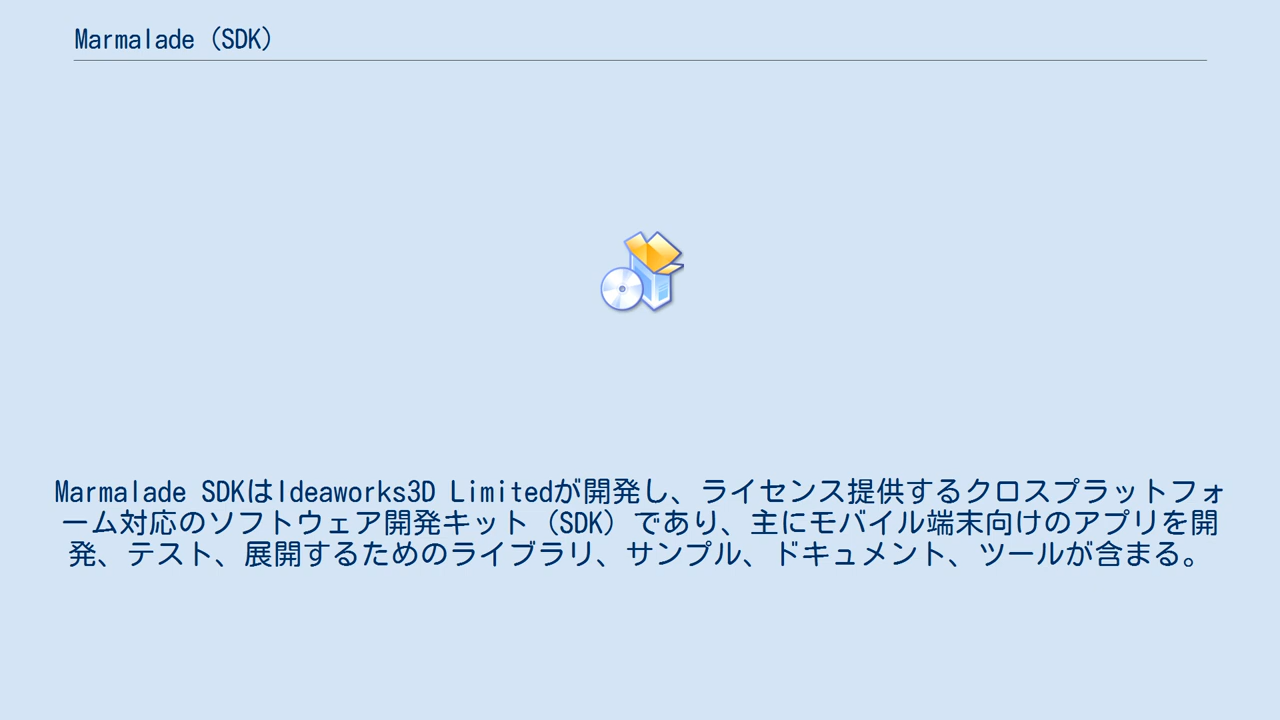 Marmalade（SDK）
Marmalade SDKはIdeaworks3D Limitedが開発し、ライセンス提供するクロスプラットフォ
ーム対応のソフトウェア開発キット（SDK）であり、主にモバイル端末向けのアプリを開
発、テスト、展開するためのライブラリ、サンプル、ドキュメント、ツールが含まる。